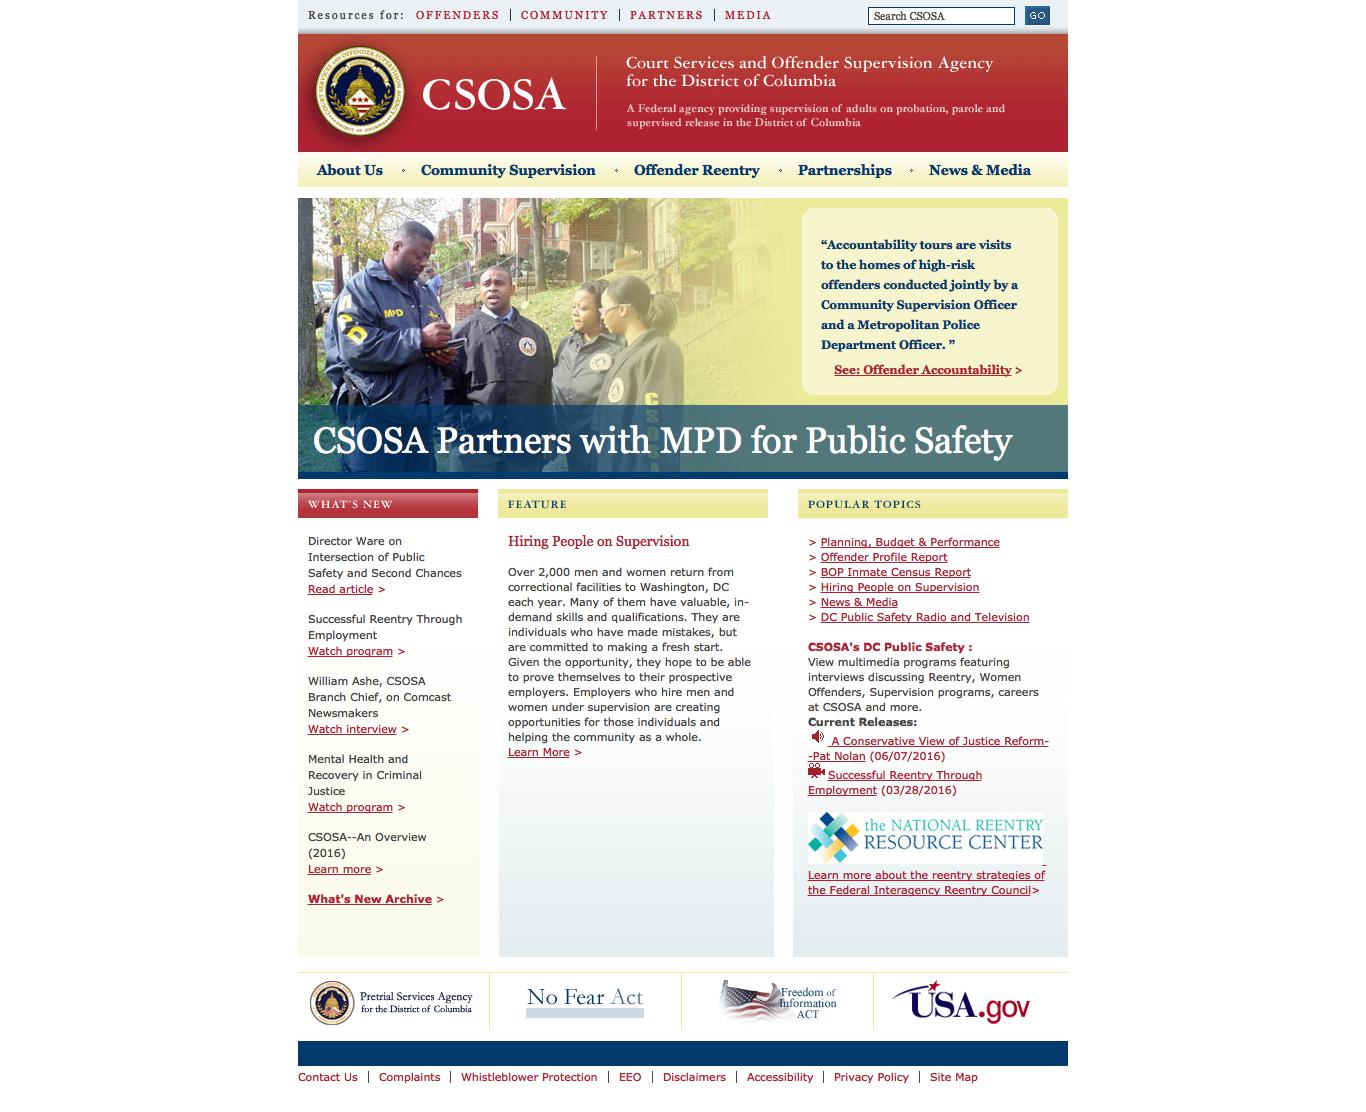 Resources for: OFFENDERS | COMMUNITY | PARTNERS | MEDIA
Search CSOSA
GO
CSOSA
Court Services and Offender Supervision Agency
for the District of Columbia
A Federal agency providing supervision of adults on probation, parole and
supervised release in the District of Columbia
About Us · Community Supervision · Offender Reentry · Partnerships · News & Media
MPD
“Accountability tours are visits
to the homes of high-risk
offenders conducted jointly by a
Community Supervision Officer
and a Metropolitan Police
Department Officer. ”
See: Offender Accountability >
CSOSA Partners with MPD for Public Safety
WHAT'S NEW
Director Ware on
Intersection of Public
Safety and Second Chances
Read article >
Successful Reentry Through
Employment
Watch program >
William Ashe, CSOSA
Branch Chief, on Comcast
Newsmakers
Watch interview >
Mental Health and
Recovery in Criminal
Justice
Watch program >
CSOSA--An Overview
(2016)
Learn more >
What's New Archive >
FEATURE
Hiring People on Supervision
Over 2,000 men and women return from
correctional facilities to Washington, DC
each year. Many of them have valuable, in-
demand skills and qualifications. They are
individuals who have made mistakes, but
are committed to making a fresh start.
Given the opportunity, they hope to be able
to prove themselves to their prospective
employers. Employers who hire men and
women under supervision are creating
opportunities for those individuals and
helping the community as a whole.
Learn More >
POPULAR TOPICS
> Planning, Budget & Performance
> Offender Profile Report
> BOP Inmate Census Report
> Hiring People on Supervision
> News & Media
> DC Public Safety Radio and Television
CSOSA's DC Public Safety :
View multimedia programs featuring
interviews discussing Reentry, Women
Offenders, Supervision programs, careers
at CSOSA and more.
Current Releases:
A Conservative View of Justice Reform-
-Pat Nolan (06/07/2016)
Successful Reentry Through
Employment (03/28/2016)
the NATIONAL REENTRY
RESOURCE CENTER
Learn more about the reentry strategies of
the Federal Interagency Reentry Council>
Pretrial Services Agency
for the District of Columbia
No Fear Act
Freedom of
Information
ACT
USA.gov
Contact Us | Complaints | Whistleblower Protection | EEO | Disclaimers | Accessibility | Privacy Policy | Site Map